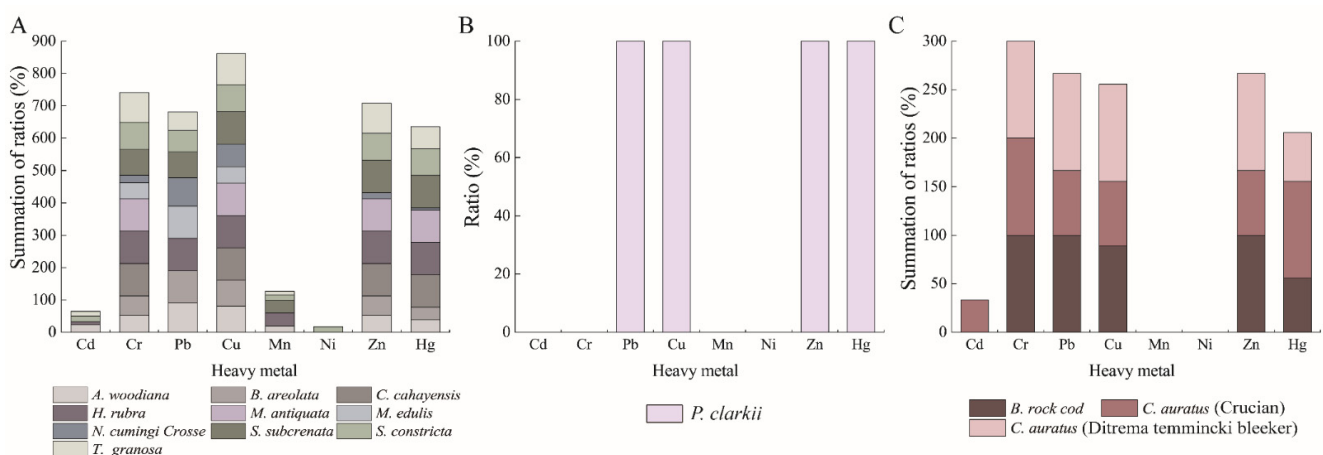 A
Summation of ratios (%)
900
800
700
600
500
400
300
200
100
0
Cd Cr Pb Cu Mn Ni Zn Hg
Heavy metal
A. woodiana B. areolata C. cahayensis
H. rubra M. antiquata M. edulis
N. cumingi Crosse S. subcrenata S. constricta
T. granosa
B
Ratio (%)
100
80
60
40
20
0
Cd Cr Pb Cu Mn Ni Zn Hg
Heavy metal
P. clarkii
C
Summation of ratios (%)
300
250
200
150
100
50
0
Cd Cr Pb Cu Mn Ni Zn Hg
Heavy metal
B. rock cod C. auratus (Crucian)
C. auratus (Ditrema temmincki bleeker)